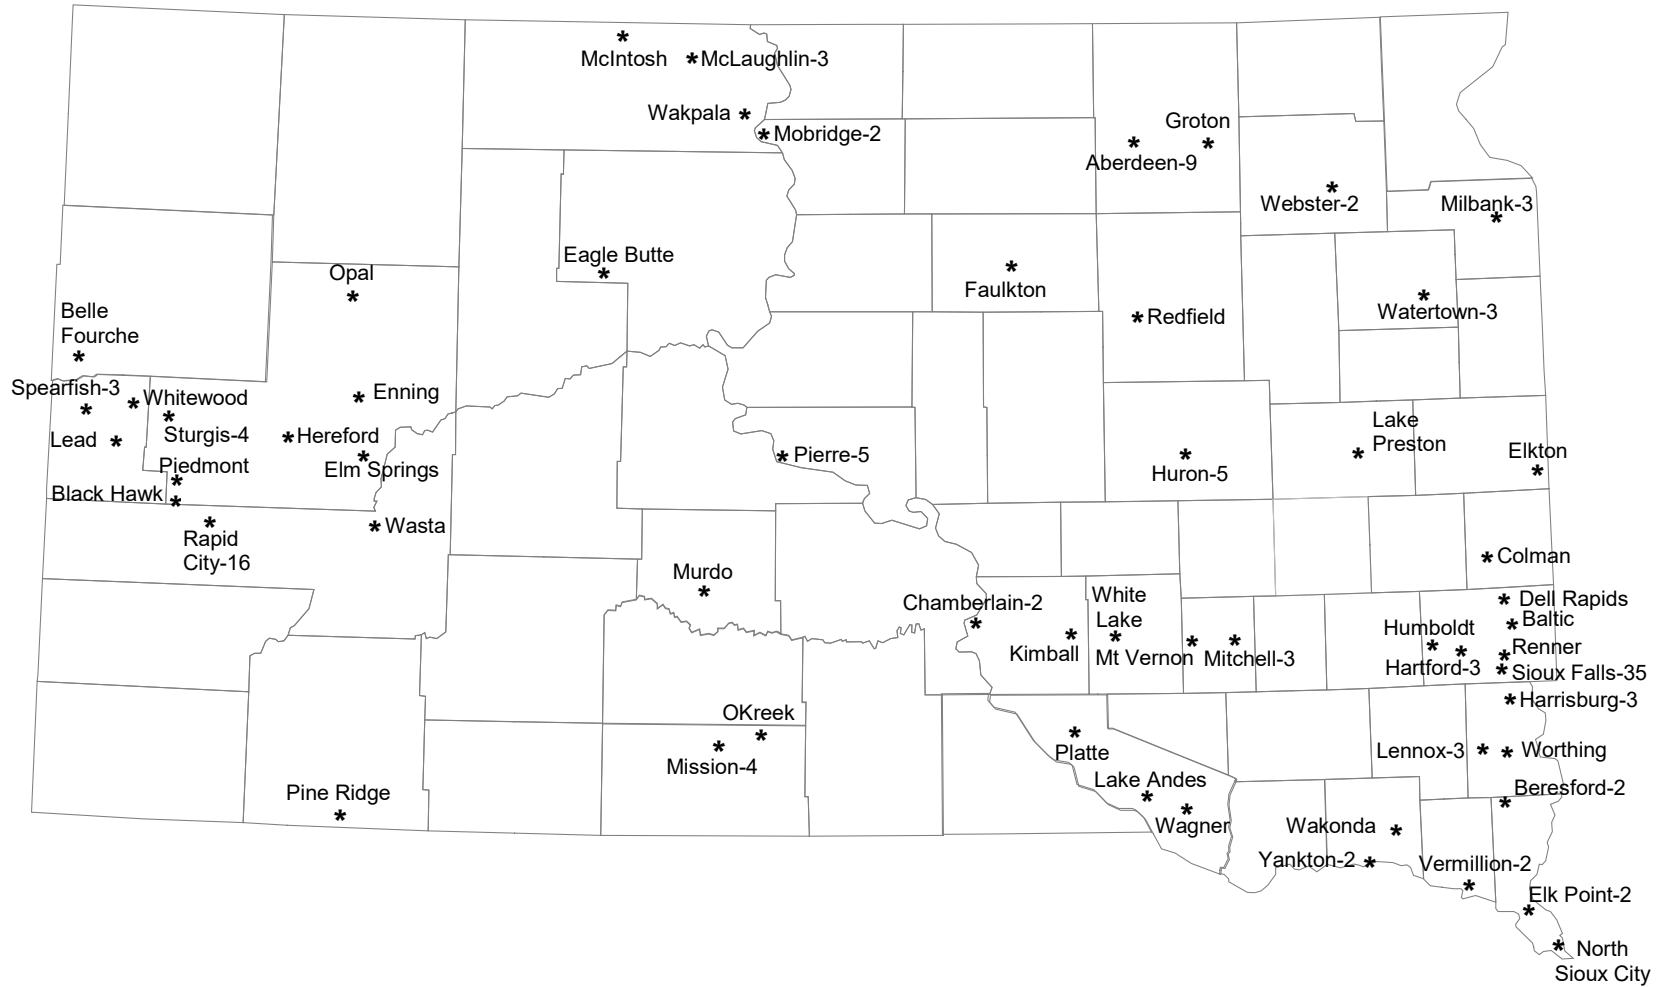 McIntosh
McLaughlin-3
Wakpala
Mobridge-2
Groton
Aberdeen-9
Webster-2
Milbank-3
Eagle Butte
Opal
Faulkton
Belle
Fourche
Redfield
Watertown-3
Spearfish-3
Whitewood
Enning
Sturgis-4
Lead
Hereford
Elm Springs
Piedmont
Black Hawk
Pierre-5
Huron-5
Lake
Preston
Elkton
Wasta
Rapid
City-16
Colman
Murdo
Chamberlain-2
White
Lake
Kimball
Mt Vernon
Mitchell-3
Dell Rapids
Baltic
Humboldt
Renner
Hartford-3
Sioux Falls-35
Harrisburg-3
OKreek
Mission-4
Platte
Lennox-3
Worthing
Lake Andes
Beresford-2
Pine Ridge
Wagner
Wakonda
Yankton-2
Vermillion-2
Elk Point-2
North
Sioux City